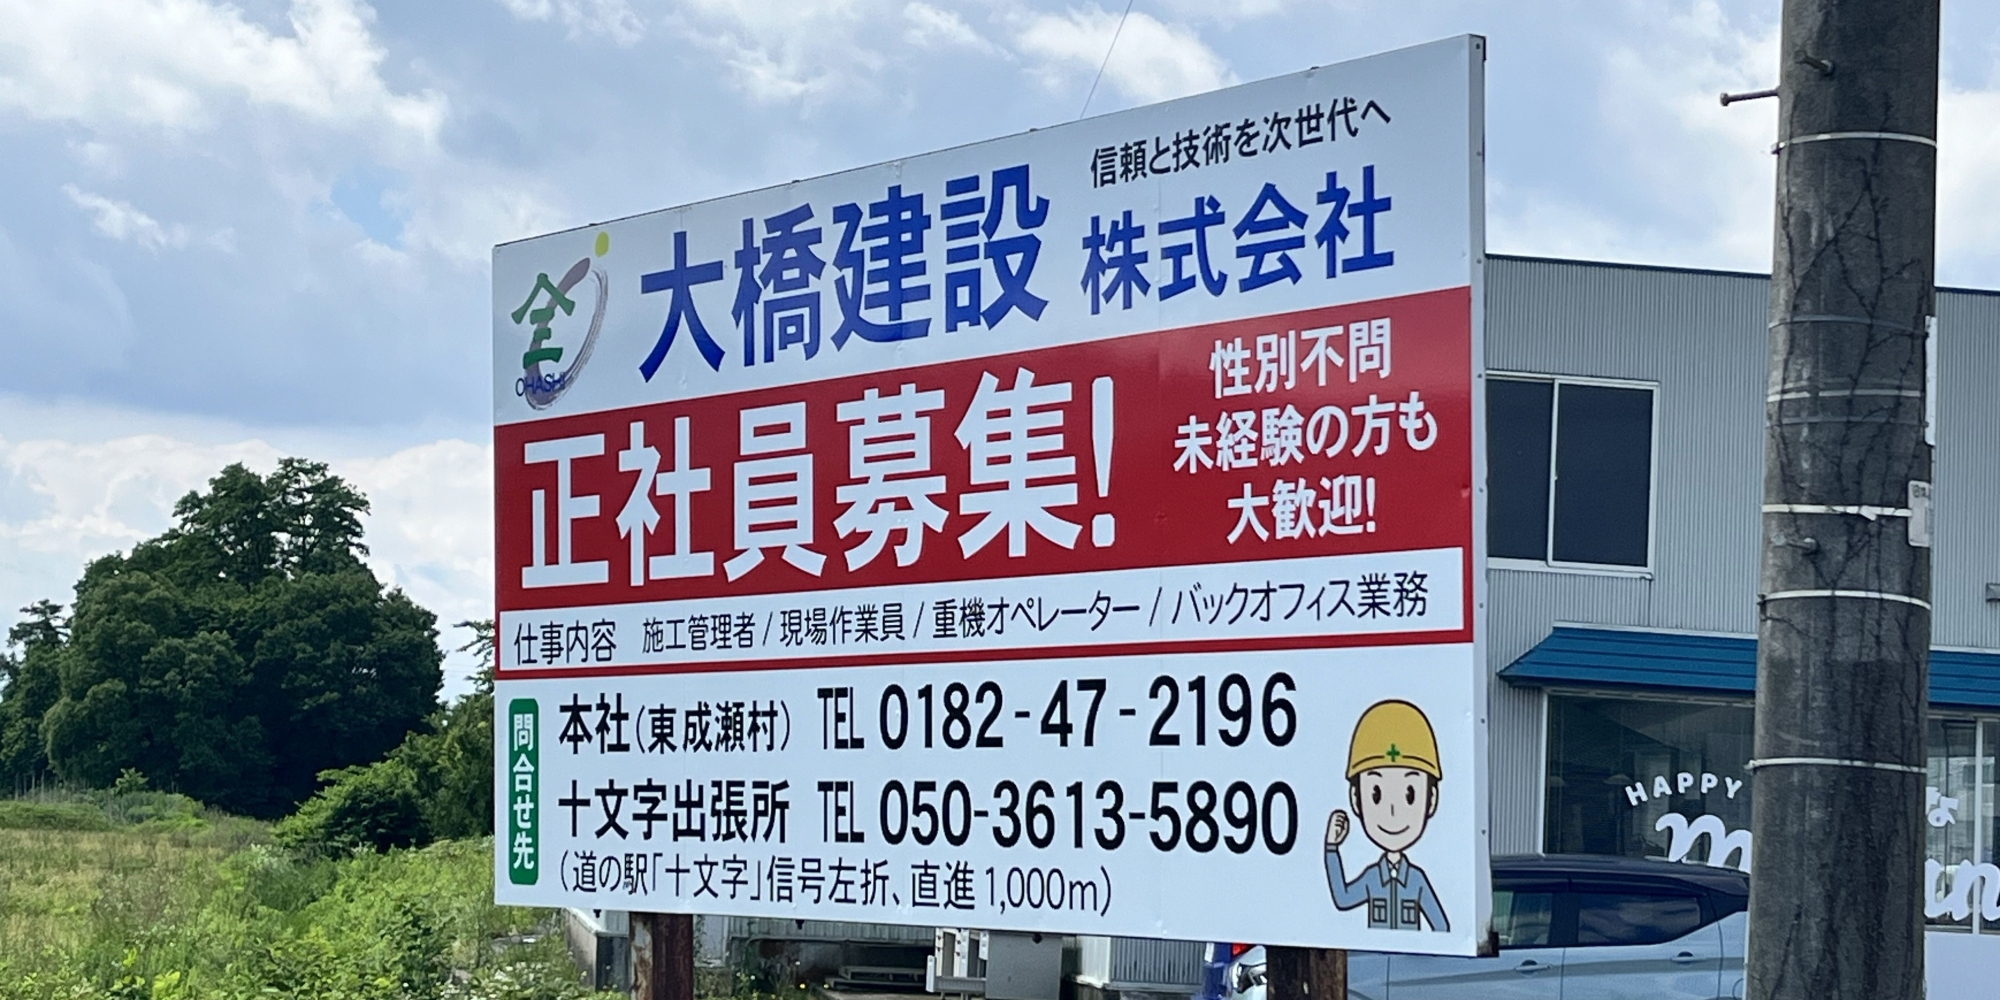 信頼と技術を次世代へ
OHASHI
大橋建設 株式会社
正社員募集!
性別不問
未経験の方も
大歓迎!
仕事内容 施工管理者/現場作業員/重機オペレーター/バックオフィス業務
問合せ先
本社(東成瀬村) TEL 0182-47-2196
十文字出張所 TEL 050-3613-5890
(道の駅「十文字」信号左折、直進1,000m)
HAPPY